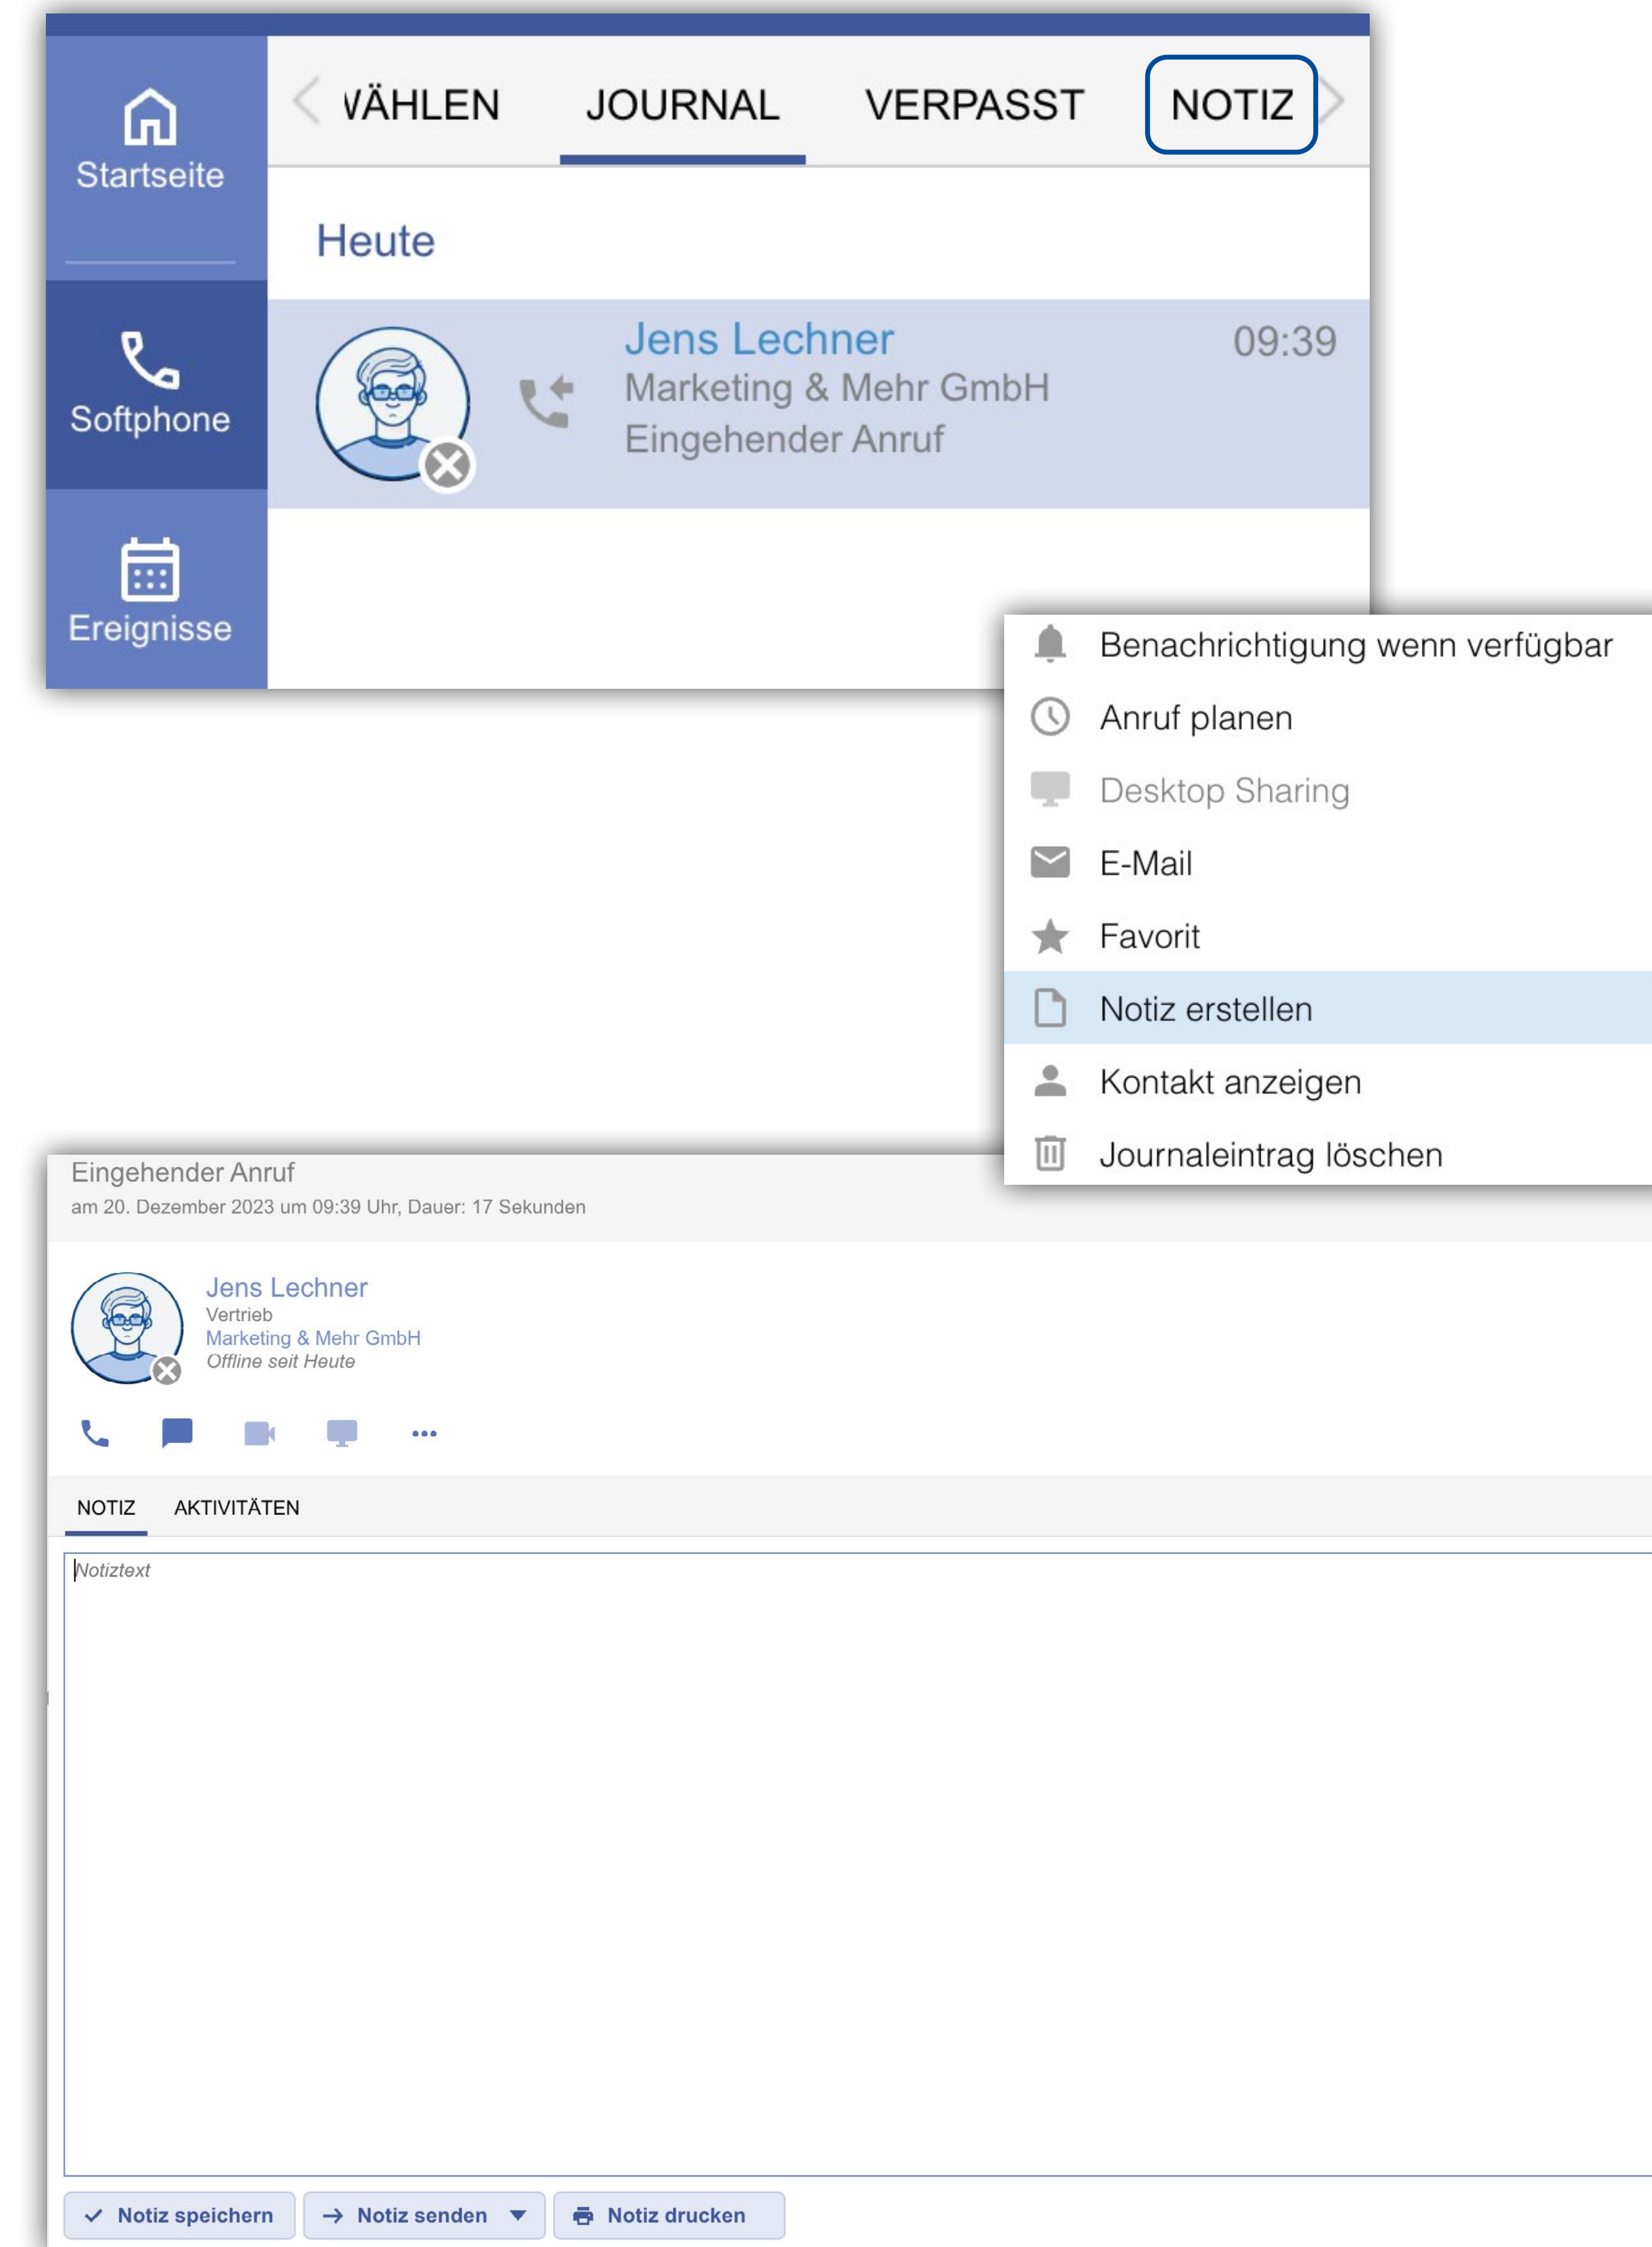 VÄHLEN JOURNAL VERPASST NOTIZ
Startseite
Heute
Jens Lechner 09:39
Marketing & Mehr GmbH
Eingehender Anruf
Softphone
Ereignisse
Benachrichtigung wenn verfügbar
Anruf planen
Desktop Sharing
E-Mail
Favorit
Notiz erstellen
Kontakt anzeigen
Journaleintrag löschen
Eingehender Anruf
am 20. Dezember 2023 um 09:39 Uhr, Dauer: 17 Sekunden
Jens Lechner
Vertrieb
Marketing & Mehr GmbH
Offline seit Heute
NOTIZ AKTIVITÄTEN
Notiztext
Notiz speichern Notiz senden Notiz drucken